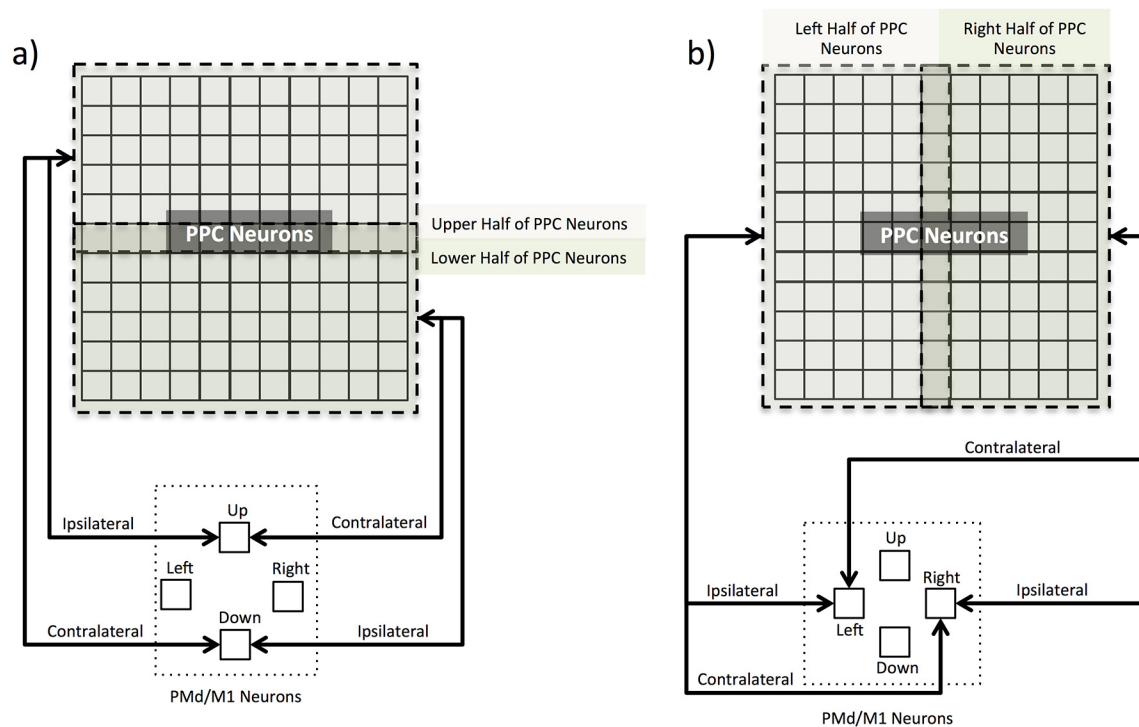 a)
PPC Neurons
Upper Half of PPC Neurons
Lower Half of PPC Neurons
Ipsilateral
Up
Contralateral
Left
Right
Contralateral
Down
Ipsilateral
PMd/M1 Neurons
b)
Left Half of PPC
Neurons
Right Half of PPC
Neurons
PPC Neurons
Contralateral
Up
Ipsilateral
Right
Ipsilateral
Left
Down
Contralateral
PMd/M1 Neurons